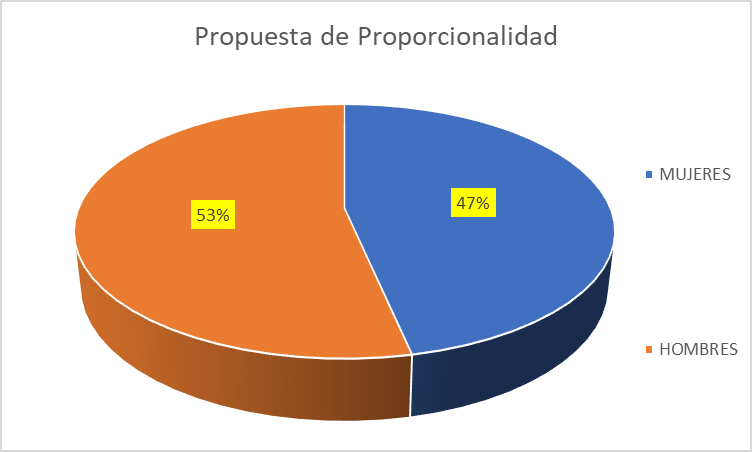 Propuesta de Proporcionalidad
MUJERES
47%
53%
HOMBRES